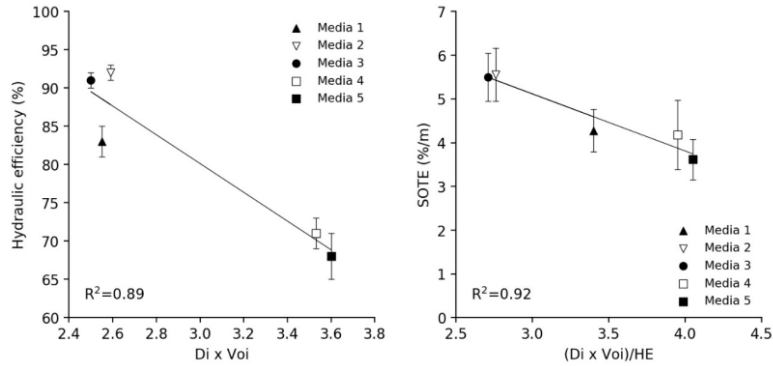 100
95
90
85
80
75
70
65
60
Hydraulic efficiency (%)
Media 1
Media 2
Media 3
Media 4
Media 5
R²=0.89
2.4 2.6 2.8 3.0 3.2 3.4 3.6 3.8
Di x Voi
7
6
5
4
3
2
1
0
SOTE (%/m)
Media 1
Media 2
Media 3
Media 4
Media 5
R²=0.92
2.5 3.0 3.5 4.0 4.5
(Di x Voi)/HE